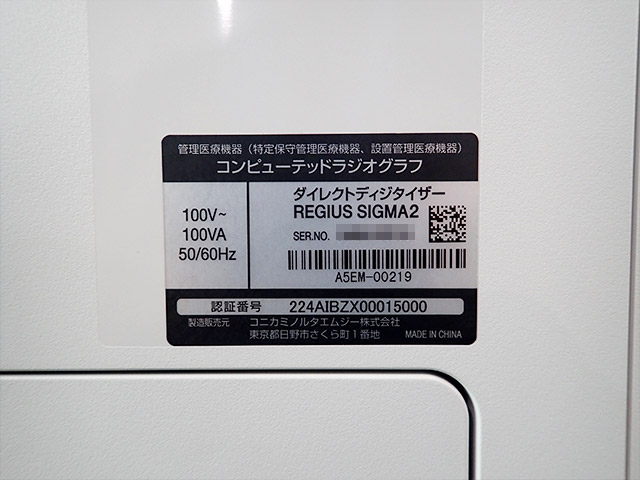 管理医療機器（特定保守管理医療機器、設置管理医療機器）
コンピューテッドラジオグラフ
100V~
100VA
50/60Hz
ダイレクトディジタイザー
REGIUS SIGMA2
SER.NO.
A5EM-00219
認証番号 224AIBZX00015000
製造販売元 コニカミノルタエムジー株式会社
東京都日野市さくら町１番地 MADE IN CHINA